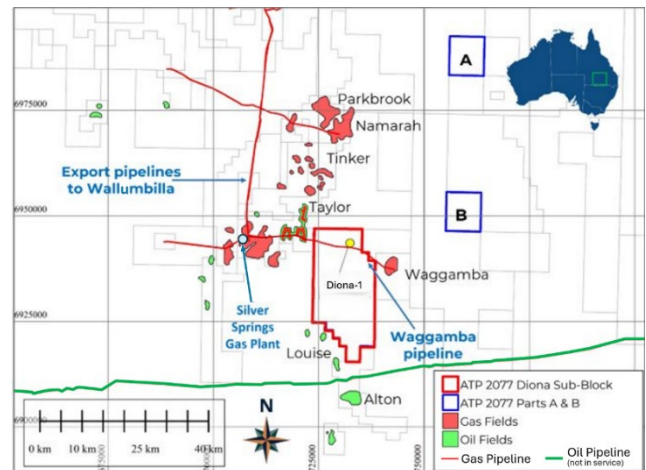 A
B
Parkbrook
Namarah
Tinker
Export pipelines
to Wallumbilla
Taylor
Diona-1
Waggamba
Silver
Springs
Gas Plant
Waggamba
pipeline
Louise
Alton
6975000
6950000
6925000
6900000
N
0 km 10 km 25 km 40 km
ATP 2077 Diona Sub-Block
ATP 2077 Parts A & B
Gas Fields
Oil Fields
Gas Pipeline
Oil Pipeline
(not in service)